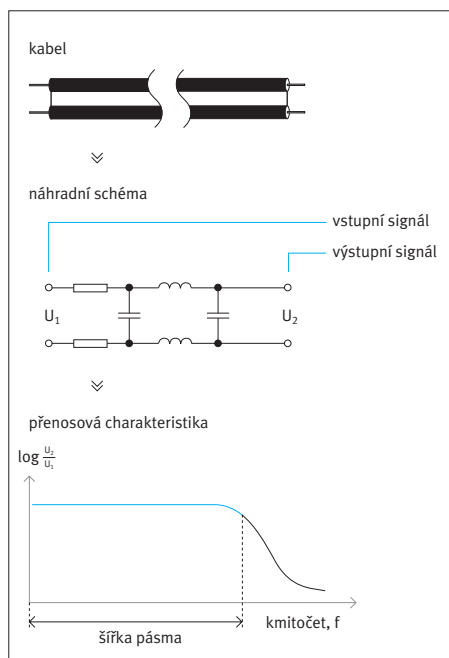 kabel
náhradní schéma
vstupní signál
výstupní signál
U₁
U₂
přenosová charakteristika
log U₂/U₁
šířka pásma
kmitočet, f